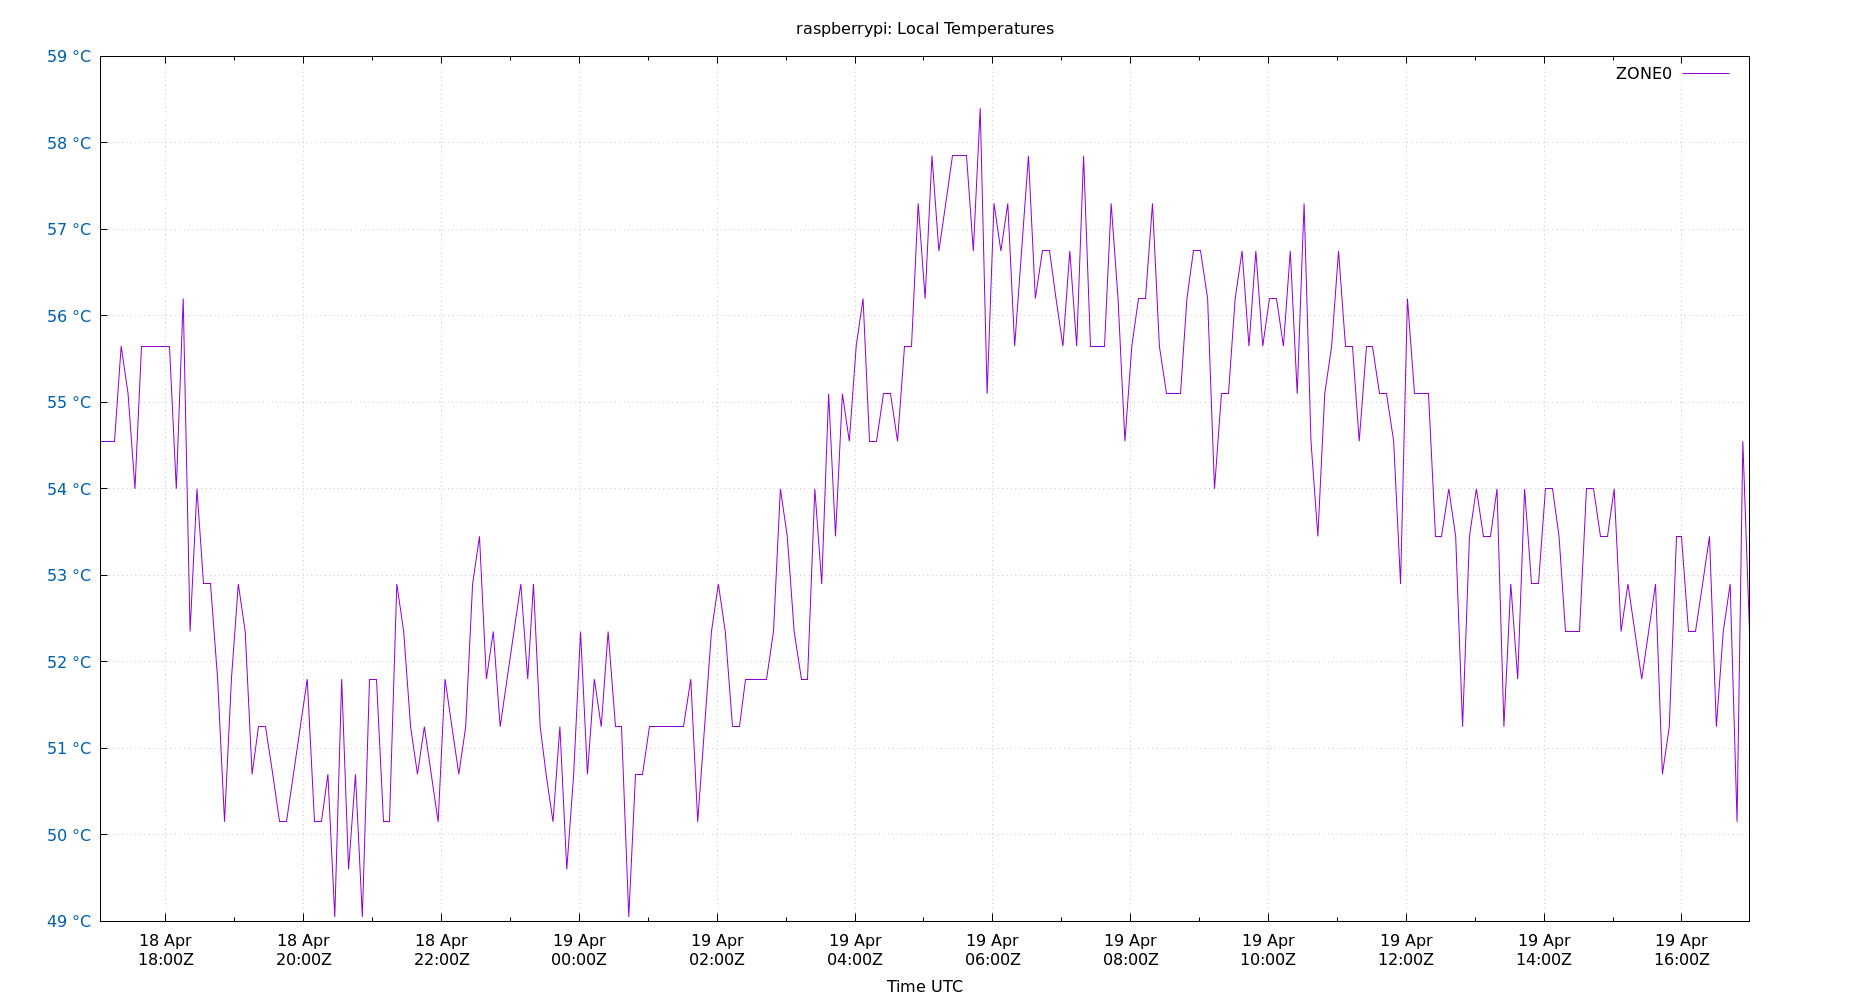 raspberrypi: Local Temperatures
ZONE0
59 °C
58 °C
57 °C
56 °C
55 °C
54 °C
53 °C
52 °C
51 °C
50 °C
49 °C
18 Apr 18 Apr 18 Apr 19 Apr 19 Apr 19 Apr 19 Apr 19 Apr 19 Apr 19 Apr 19 Apr 19 Apr
18:00Z 20:00Z 22:00Z 00:00Z 02:00Z 04:00Z 06:00Z 08:00Z 10:00Z 12:00Z 14:00Z 16:00Z
Time UTC